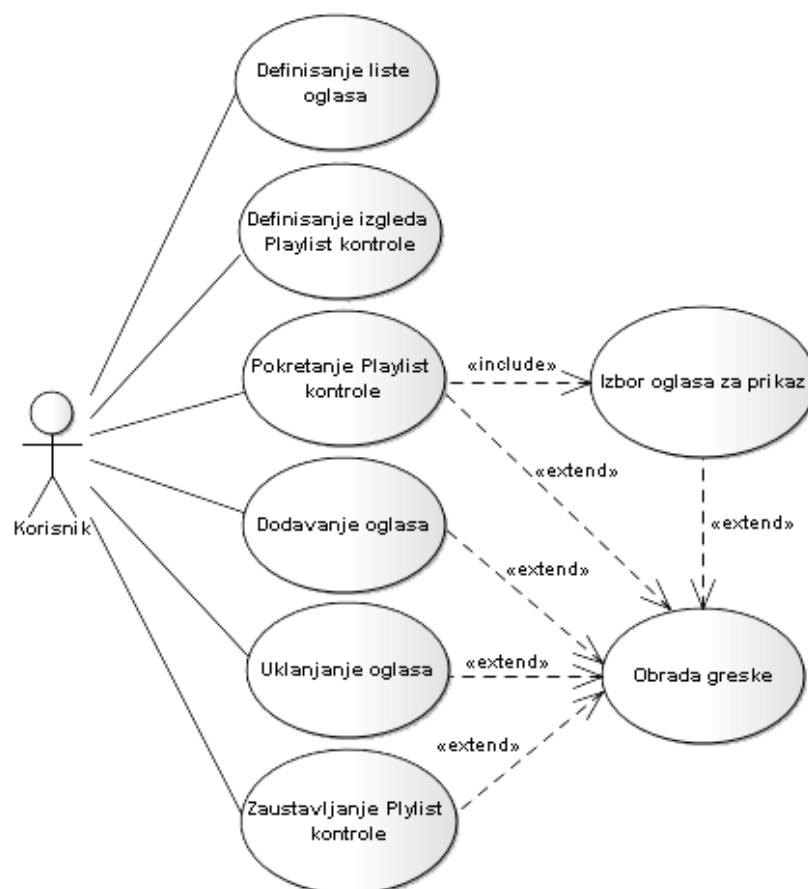 Definisanje liste
oglasa
Definisanje izgleda
Playlist kontrole
Pokretanje Playlist
kontrole
«include»
Izbor oglasa za prikaz
«extend»
«extend»
Korisnik
Dodavanje oglasa
«extend»
Uklanjanje oglasa
«extend»
Obrada greske
«extend»
Zaustavljanje Plylist
kontrole